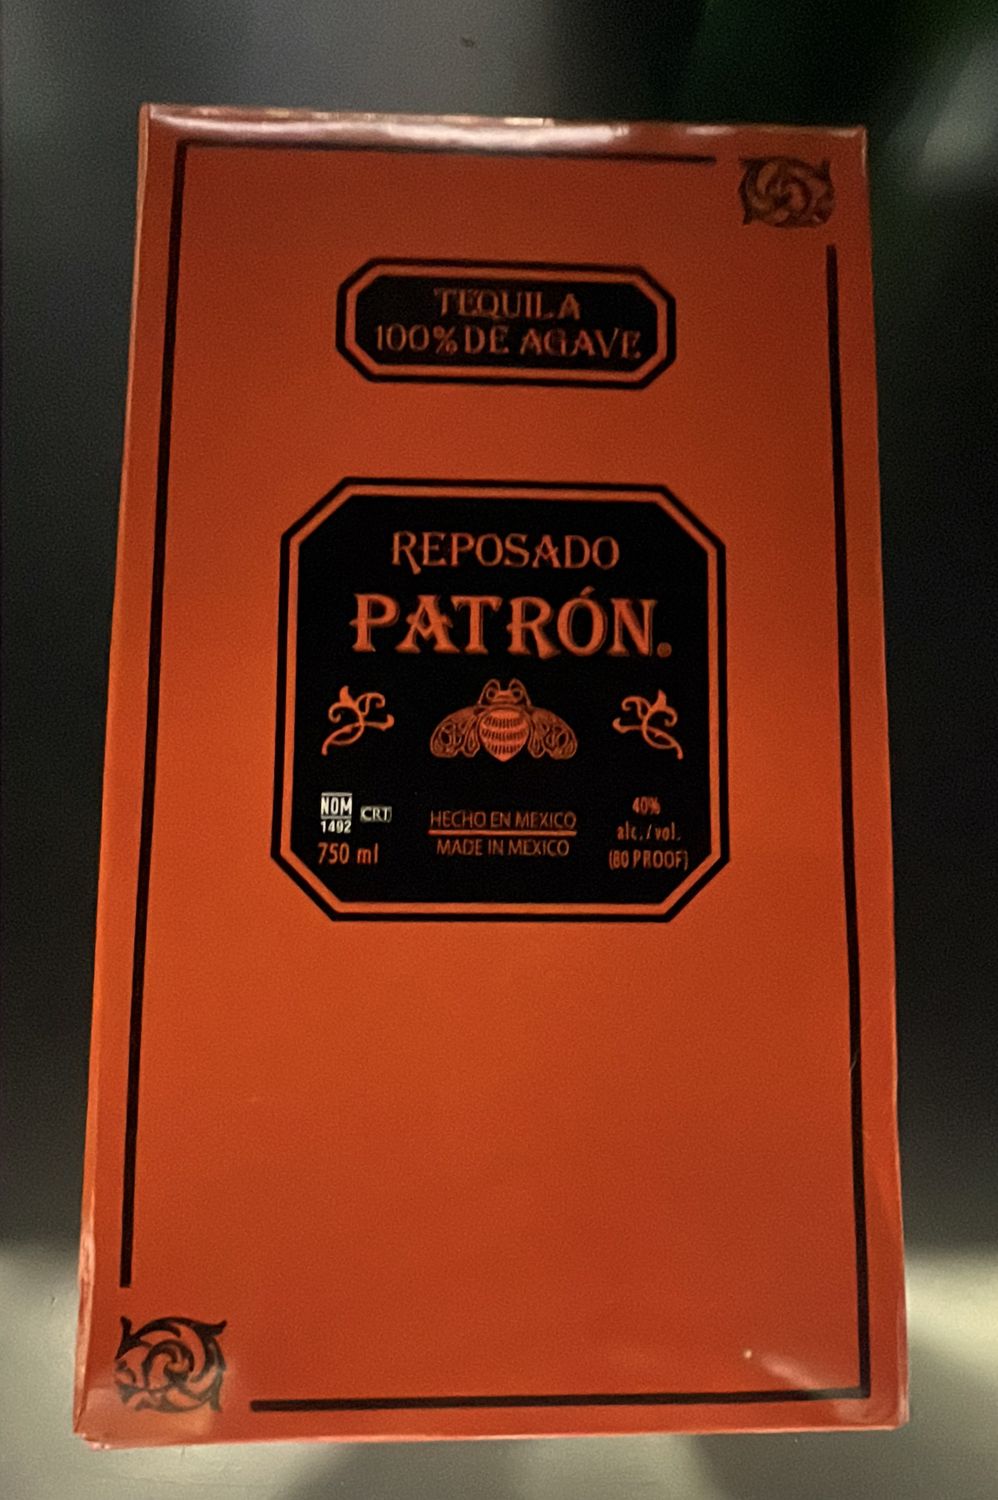 TEQUILA
100% DE AGAVE
REPOSADO
PATRÓN®
NOM
1492
CRT
750 ml
HECHO EN MEXICO
MADE IN MEXICO
40%
alc./vol.
(80 PROOF)